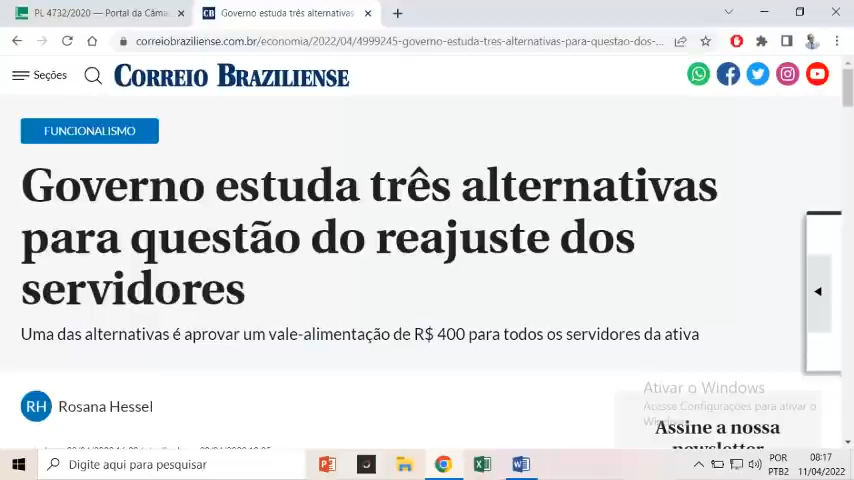 PL 4732/2020 — Portal da Câma
Governo estuda três alternativas
correiobraziliense.com.br/economia/2022/04/4999245-governo-estuda-tres-alternativas-para-questao-dos-...
Seções
CORREIO BRAZILIENSE
FUNCIONALISMO
Governo estuda três alternativas
para questão do reajuste dos
servidores
Uma das alternativas é aprovar um vale-alimentação de R$ 400 para todos os servidores da ativa
RH Rosana Hessel
Ativar o Windows
Acesse Configurações para ativar o
Windows.
Assine a nossa
newsletter
Digite aqui para pesquisar
POR
PTB2
08:17
11/04/2022